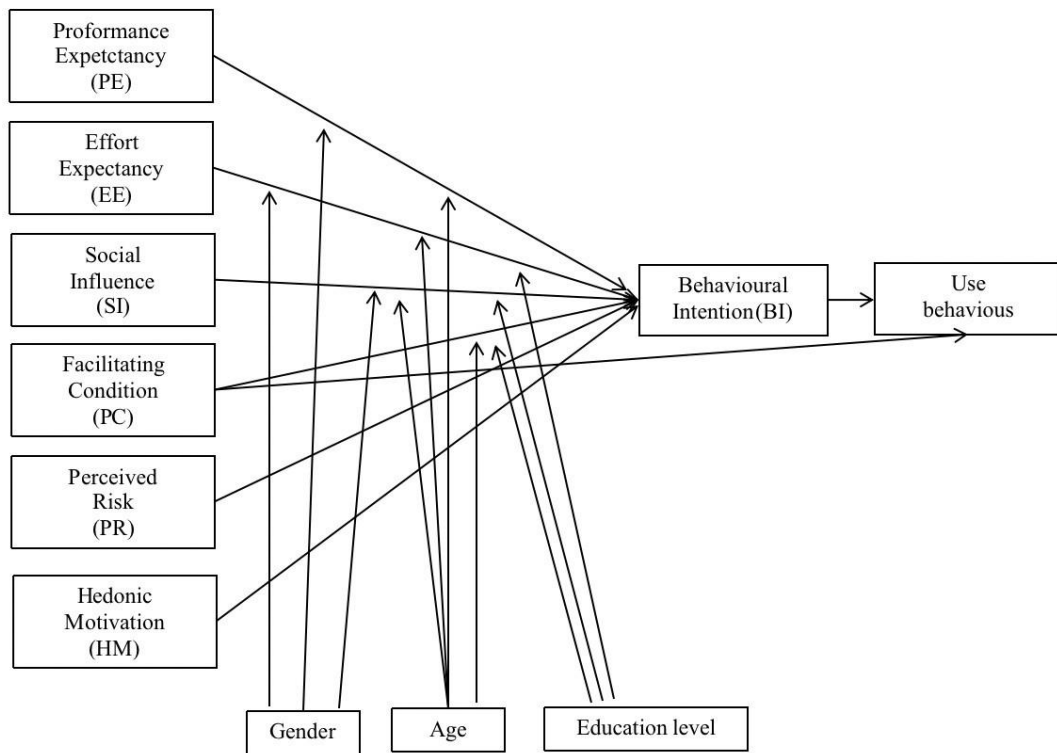 Proformance
Expetctancy
(PE)
Effort
Expectancy
(EE)
Social
Influence
(SI)
Facilitating
Condition
(PC)
Perceived
Risk
(PR)
Hedonic
Motivation
(HM)
Behavioural
Intention(BI)
Use
behavious
Gender
Age
Education level